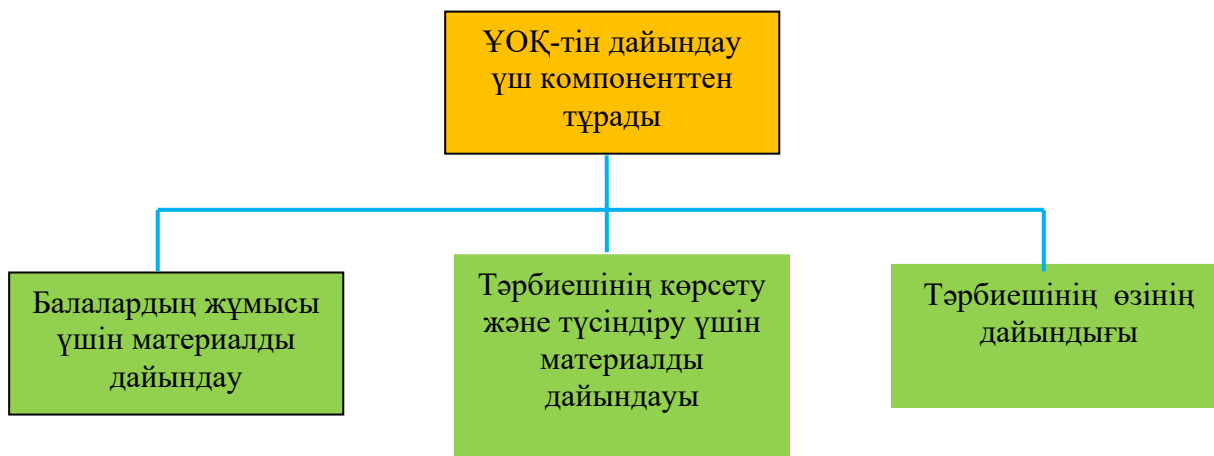 ҰОҚ-тін дайындау
үш компоненттен
тұрады
Балалардың жұмысы
үшін материалды
дайындау
Тәрбиешінің көрсету
және түсіндіру үшін
материалды
дайындауы
Тәрбиешінің өзінің
дайындығы